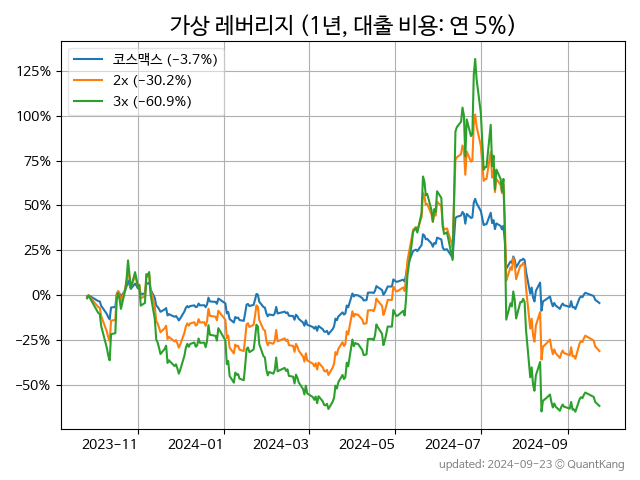 가상 레버리지 (1년, 대출 비용: 연 5%)
코스맥스 (−3.7%)
2x (−30.2%)
3x (−60.9%)
125%
100%
75%
50%
25%
0%
−25%
−50%
2023-11
2024-01
2024-03
2024-05
2024-07
2024-09
updated: 2024-09-23 © QuantKang